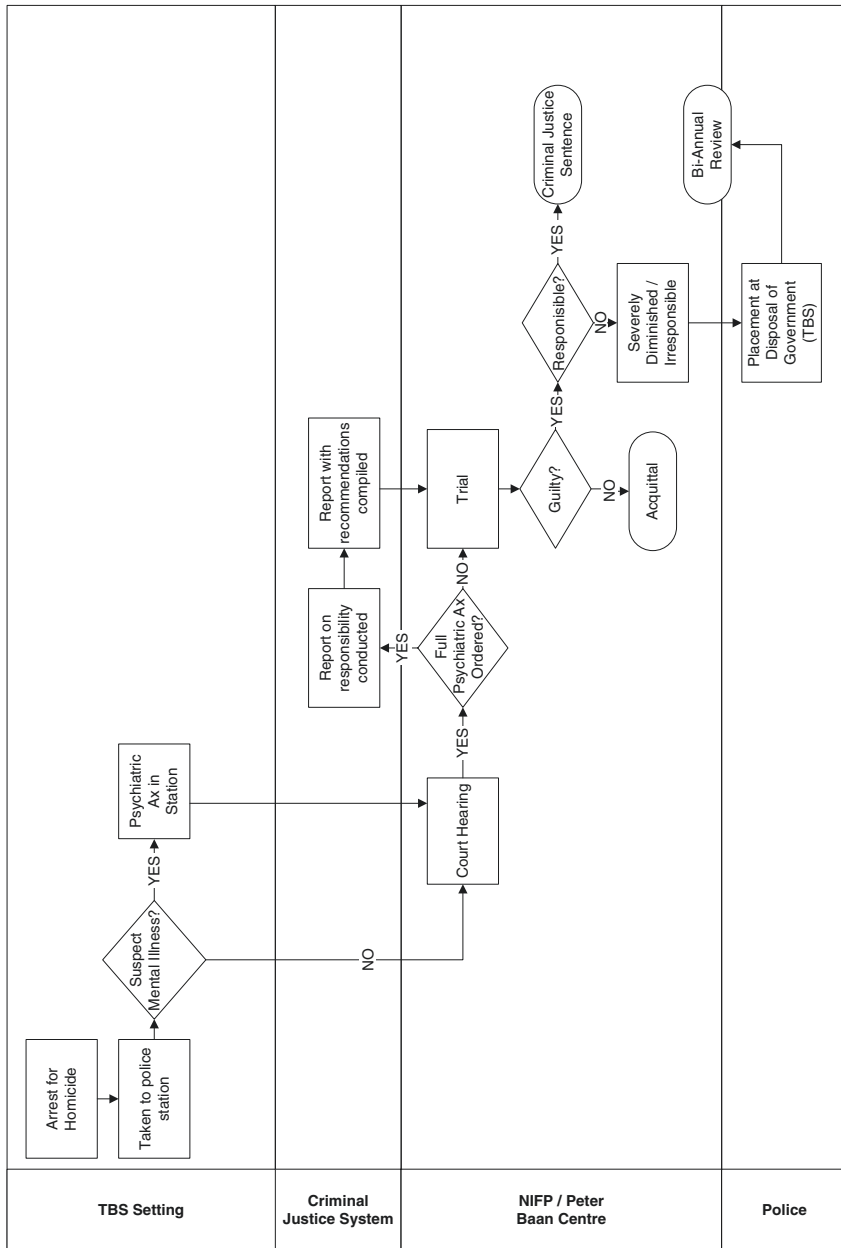 TBS Setting
Arrest for
Homicide
Taken to police
station
Suspect
Mental Illness?
YES
Psychiatric
Ax in
Station
NO
Criminal
Justice System
Report on
responsibility
conducted
Report with
recommendations
compiled
NIFP / Peter
Baan Centre
Court Hearing
YES
Full
Psychiatric Ax
Ordered?
YES
NO
Trial
Guilty?
NO
Acquittal
YES
Responisible?
YES
Criminal Justice
Sentence
NO
Severely
Diminished /
Irresponsible
Police
Placement at
Disposal of
Government
(TBS)
Bi-Annual
Review